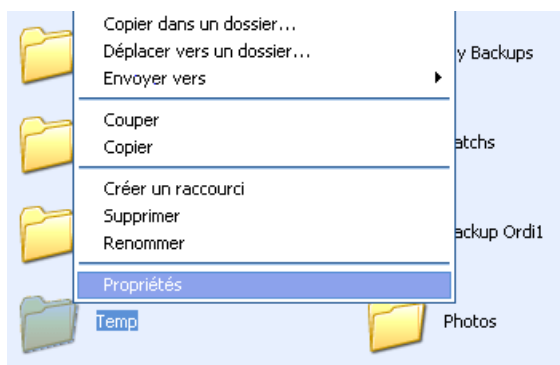 Copier dans un dossier...
Déplacer vers un dossier...
Envoyer vers
Couper
Copier
Créer un raccourci
Supprimer
Renommer
Propriétés
y Backups
atchs
ackup Ordi1
Temp
Photos